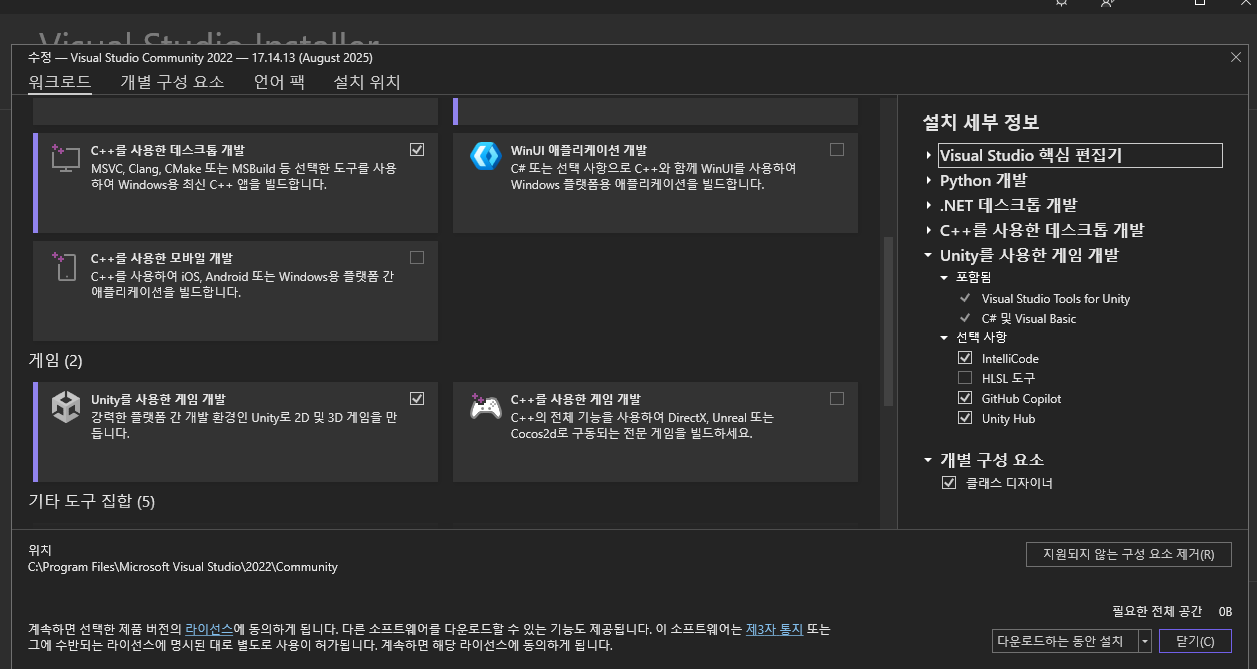 Visual Studio Installer
수정 — Visual Studio Community 2022 — 17.14.13 (August 2025)
워크로드 개별 구성 요소 언어 팩 설치 위치
C++를 사용한 데스크톱 개발
MSVC, Clang, CMake 또는 MSBuild 등 선택한 도구를 사용
하여 Windows용 최신 C++ 앱을 빌드합니다.
WinUI 애플리케이션 개발
C# 또는 선택 사항으로 C++와 함께 WinUI를 사용하여
Windows 플랫폼용 애플리케이션을 빌드합니다.
C++를 사용한 모바일 개발
C++를 사용하여 iOS, Android 또는 Windows용 플랫폼 간
애플리케이션을 빌드합니다.
게임 (2)
Unity를 사용한 게임 개발
강력한 플랫폼 간 개발 환경인 Unity로 2D 및 3D 게임을 만
듭니다.
C++를 사용한 게임 개발
C++의 전체 기능을 사용하여 DirectX, Unreal 또는
Cocos2d로 구동되는 전문 게임을 빌드하세요.
기타 도구 집합 (5)
설치 세부 정보
Visual Studio 핵심 편집기
Python 개발
.NET 데스크톱 개발
C++를 사용한 데스크톱 개발
Unity를 사용한 게임 개발
포함됨
Visual Studio Tools for Unity
C# 및 Visual Basic
선택 사항
IntelliCode
HLSL 도구
GitHub Copilot
Unity Hub
개별 구성 요소
클래스 디자이너
위치
C:\Program Files\Microsoft Visual Studio\2022\Community
지원되지 않는 구성 요소 제거(R)
필요한 전체 공간 0B
계속하면 선택한 제품 버전의 라이선스에 동의하게 됩니다. 다른 소프트웨어를 다운로드할 수 있는 기능도 제공됩니다. 이 소프트웨어는 제3자 통지 또는
그에 수반되는 라이선스에 명시된 대로 별도로 사용이 허가됩니다. 계속하면 해당 라이선스에 동의하게 됩니다.
다운로드하는 동안 설치
닫기(C)